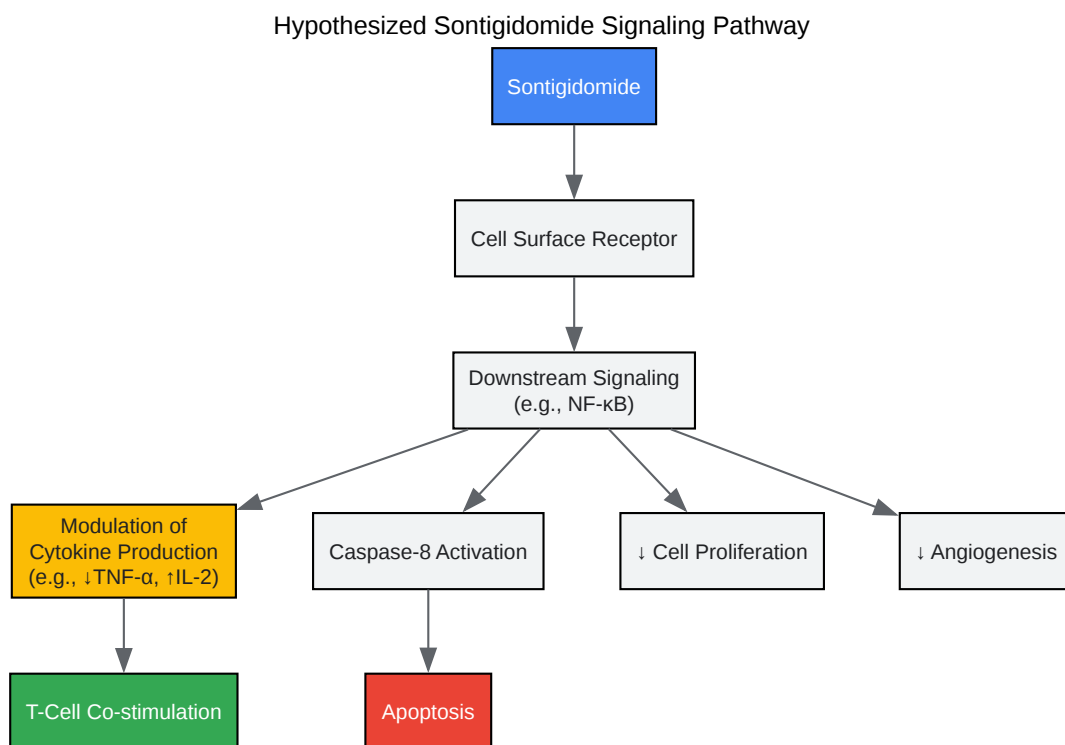 Hypothesized Sontigidomide Signaling Pathway
Sontigidomide
Cell Surface Receptor
Downstream Signaling
(e.g., NF-κB)
Modulation of
Cytokine Production
(e.g., ↓TNF-α, ↑IL-2)
Caspase-8 Activation
↓ Cell Proliferation
↓ Angiogenesis
T-Cell Co-stimulation
Apoptosis